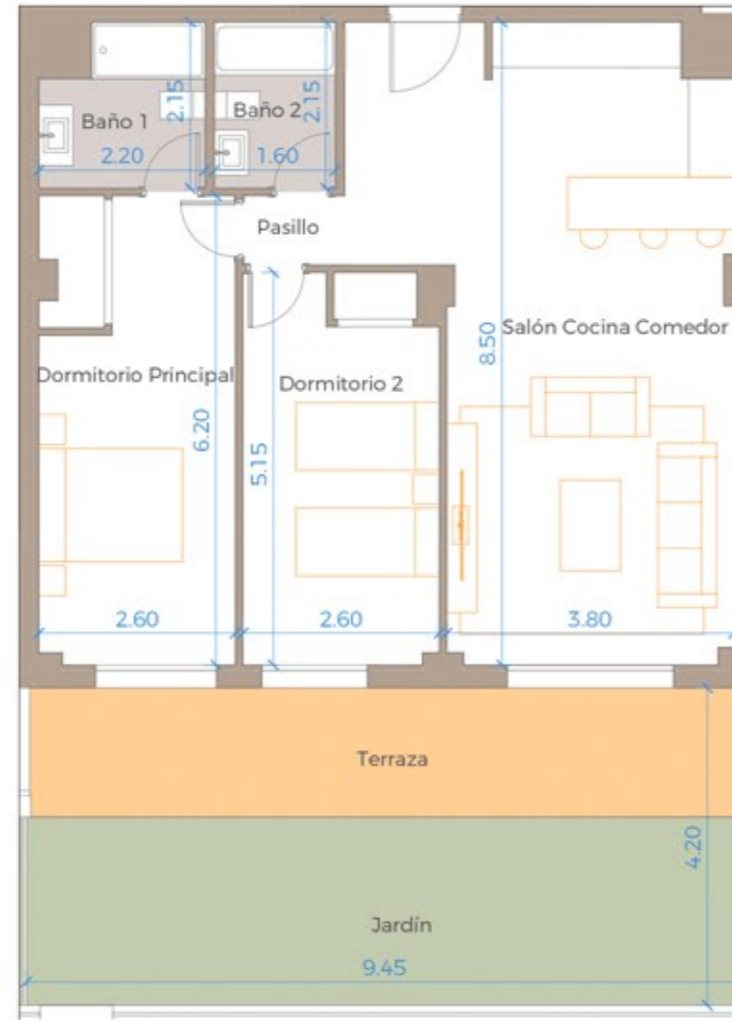 2.15
2.15
Baño 1
Baño 2
2.20
1.60
Pasillo
Salón Cocina Comedor
8.50
Dormitorio Principal
Dormitorio 2
6.20
5.15
2.60
2.60
3.80
Terraza
4.20
Jardín
9.45